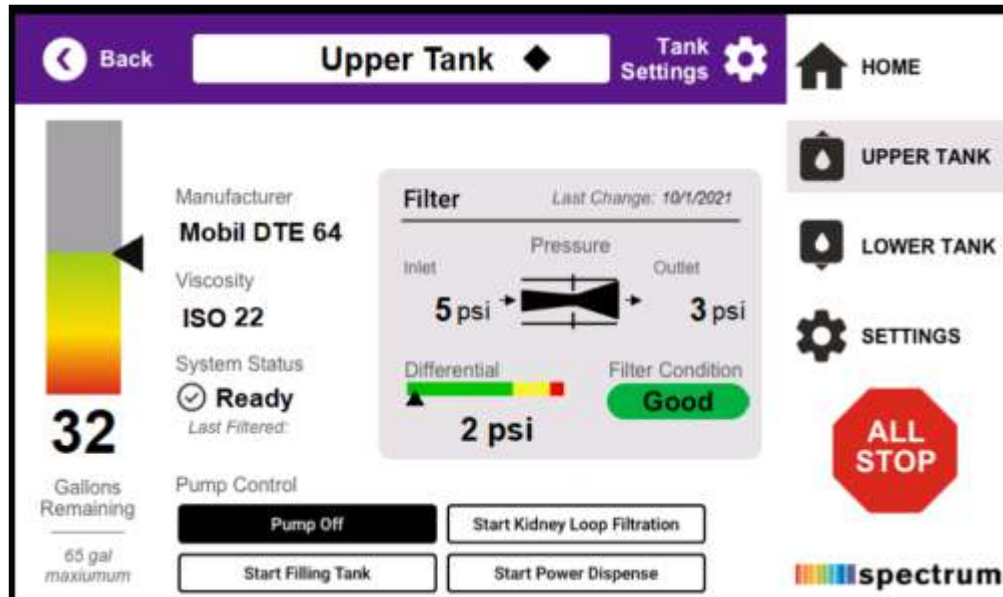 Back
Upper Tank
Tank
Settings
HOME
UPPER TANK
LOWER TANK
SETTINGS
ALL
STOP
spectrum
Manufacturer
Mobil DTE 64
Viscosity
ISO 22
System Status
Ready
Last Filtered:
Filter
Last Change: 10/1/2021
Pressure
Inlet
Outlet
5 psi
3 psi
Differential
Filter Condition
Good
2 psi
32
Gallons
Remaining
65 gal
maxiumum
Pump Control
Pump Off
Start Kidney Loop Filtration
Start Filling Tank
Start Power Dispense